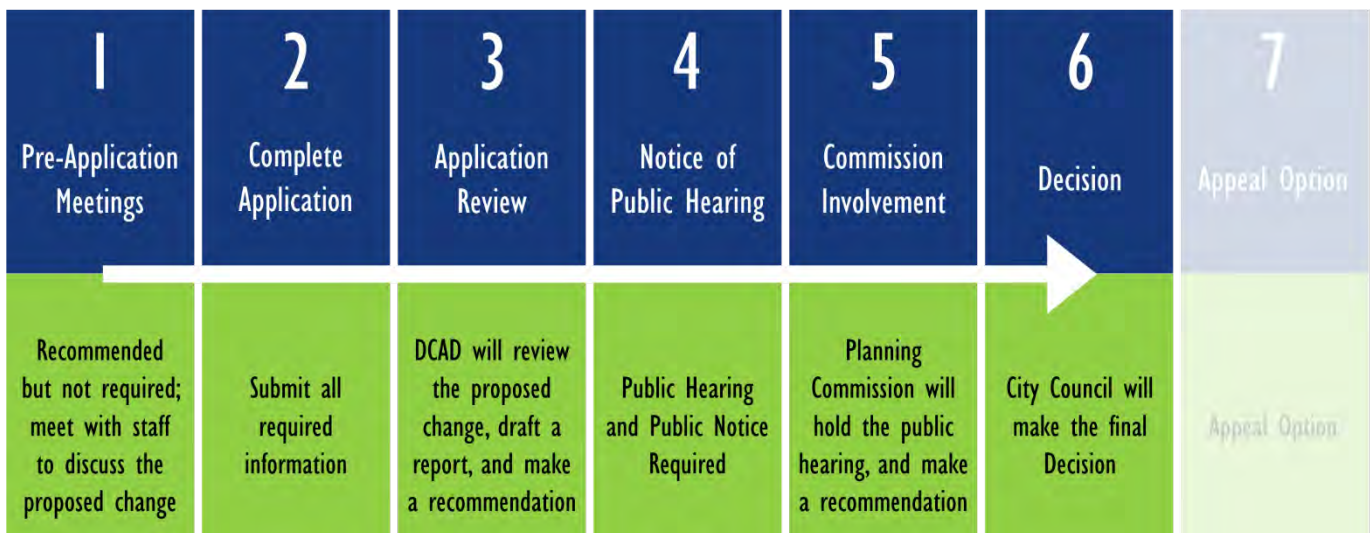 1
Pre-Application
Meetings
Recommended
but not required;
meet with staff
to discuss the
proposed change
2
Complete
Application
Submit all
required
information
3
Application
Review
DCAD will review
the proposed
change, draft a
report, and make
a recommendation
4
Notice of
Public Hearing
Public Hearing
and Public Notice
Required
5
Commission
Involvement
Planning
Commission will
hold the public
hearing, and make
a recommendation
6
Decision
City Council will
make the final
Decision
7
Appeal Option
Appeal Option